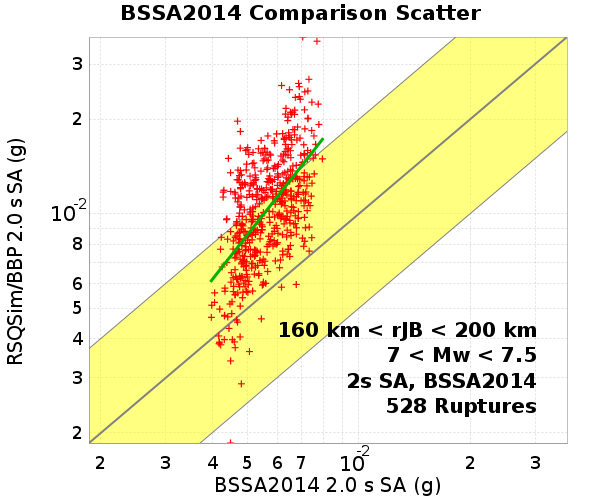 BSSA2014 Comparison Scatter
RSQSim/BBP 2.0 s SA (g)
3
2
10-2
8
6
5
4
3
2
160 km < rJB < 200 km
7 < Mw < 7.5
2s SA, BSSA2014
528 Ruptures
2 3 4 5 6 7 10-2 2 3
BSSA2014 2.0 s SA (g)